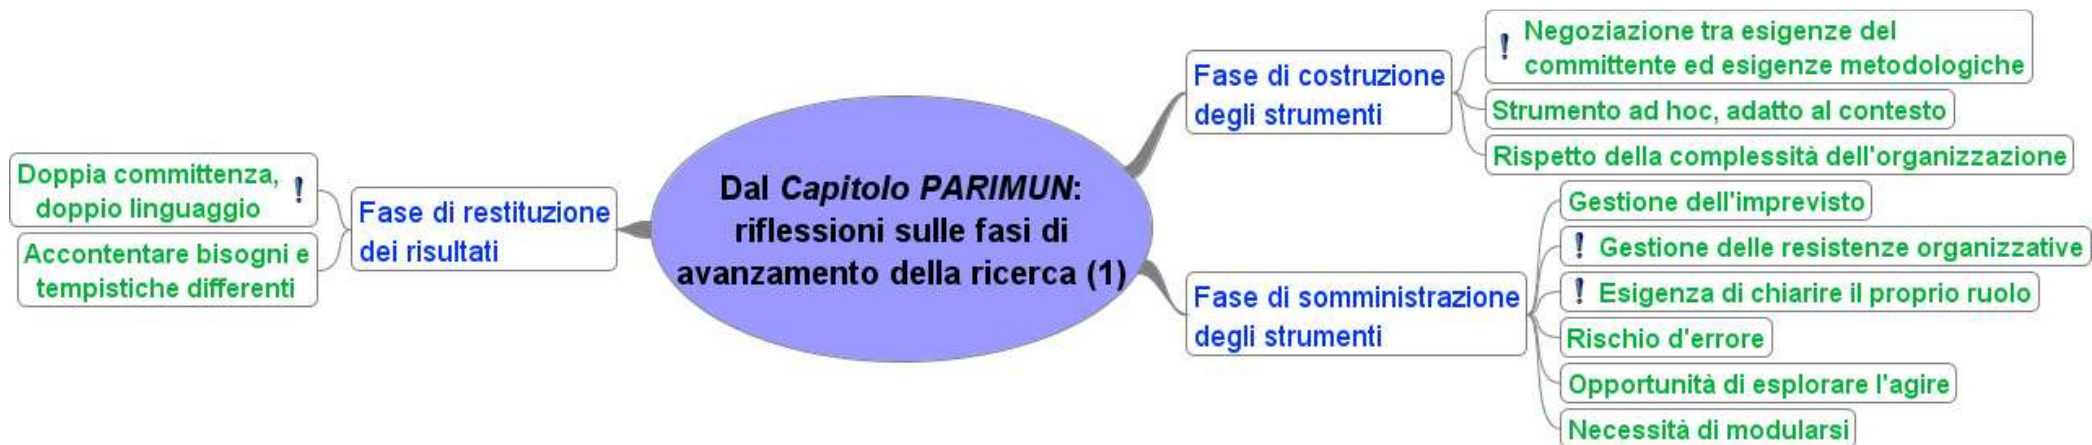 Dal Capitolo PARIMUN:
riflessioni sulle fasi di
avanzamento della ricerca (1)
Fase di costruzione
degli strumenti
! Negoziazione tra esigenze del
committente ed esigenze metodologiche
Strumento ad hoc, adatto al contesto
Rispetto della complessità dell'organizzazione
Fase di somministrazione
degli strumenti
Gestione dell'imprevisto
! Gestione delle resistenze organizzative
! Esigenza di chiarire il proprio ruolo
Rischio d'errore
Opportunità di esplorare l'agire
Necessità di modularsi
Fase di restituzione
dei risultati
Doppia committenza, !
doppio linguaggio
Accontentare bisogni e
tempistiche differenti